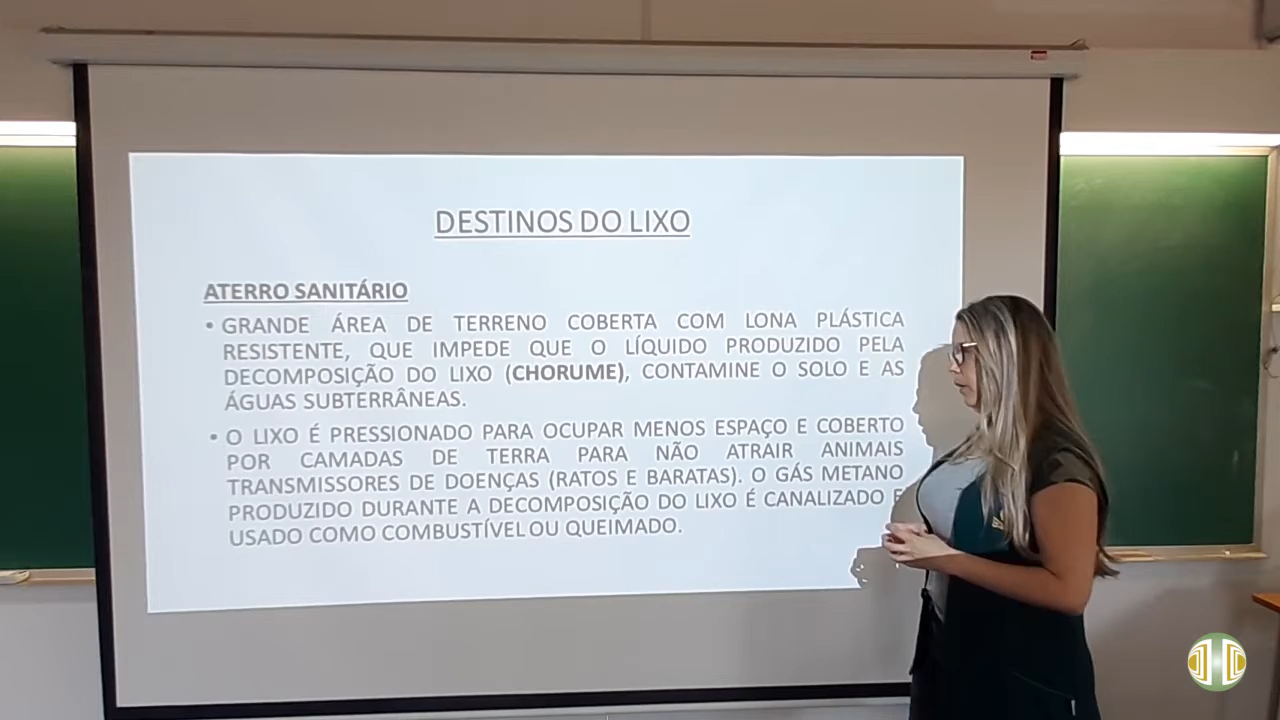 DESTINOS DO LIXO
ATERRO SANITÁRIO
• GRANDE ÁREA DE TERRENO COBERTA COM LONA PLÁSTICA
RESISTENTE, QUE IMPEDE QUE O LÍQUIDO PRODUZIDO PELA
DECOMPOSIÇÃO DO LIXO (CHORUME), CONTAMINE O SOLO E AS
ÁGUAS SUBTERRÂNEAS.
• O LIXO É PRESSIONADO PARA OCUPAR MENOS ESPAÇO E COBERTO
POR CAMADAS DE TERRA PARA NÃO ATRAIR ANIMAIS
TRANSMISSORES DE DOENÇAS (RATOS E BARATAS). O GÁS METANO
PRODUZIDO DURANTE A DECOMPOSIÇÃO DO LIXO É CANALIZADO E
USADO COMO COMBUSTÍVEL OU QUEIMADO.